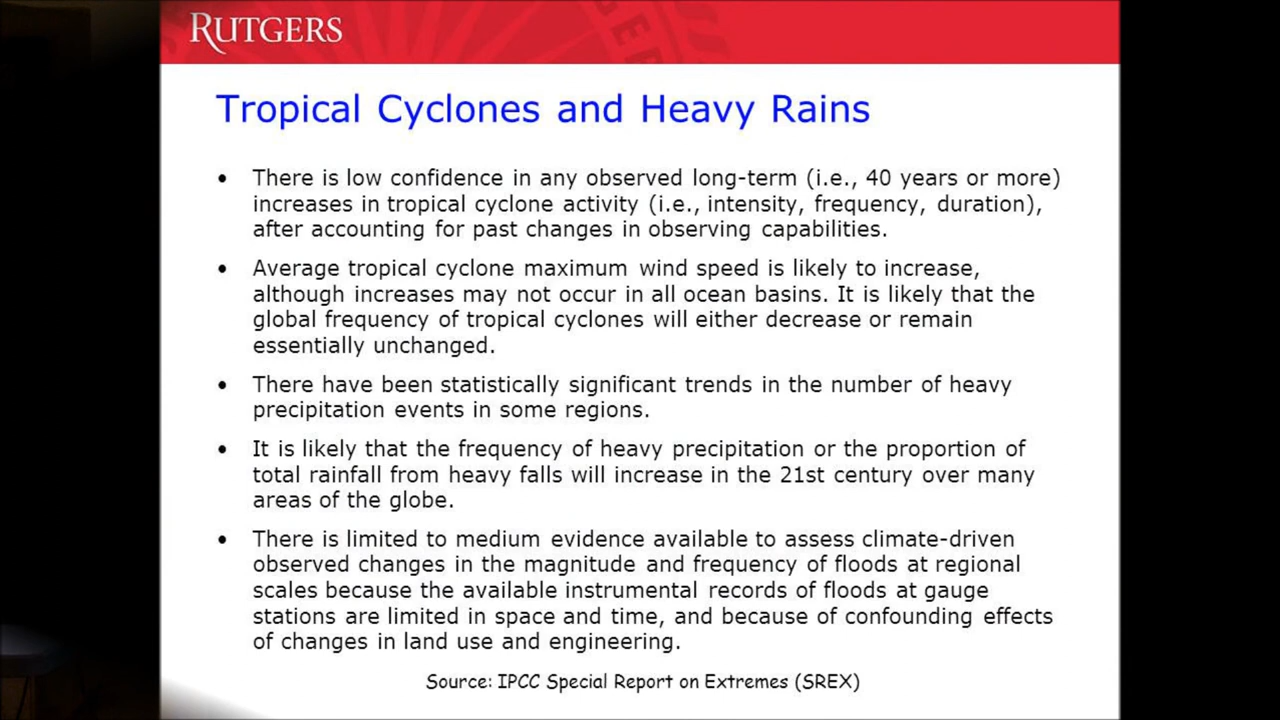 RUTGERS
Tropical Cyclones and Heavy Rains
• There is low confidence in any observed long-term (i.e., 40 years or more)
increases in tropical cyclone activity (i.e., intensity, frequency, duration),
after accounting for past changes in observing capabilities.
• Average tropical cyclone maximum wind speed is likely to increase,
although increases may not occur in all ocean basins. It is likely that the
global frequency of tropical cyclones will either decrease or remain
essentially unchanged.
• There have been statistically significant trends in the number of heavy
precipitation events in some regions.
• It is likely that the frequency of heavy precipitation or the proportion of
total rainfall from heavy falls will increase in the 21st century over many
areas of the globe.
• There is limited to medium evidence available to assess climate-driven
observed changes in the magnitude and frequency of floods at regional
scales because the available instrumental records of floods at gauge
stations are limited in space and time, and because of confounding effects
of changes in land use and engineering.
Source: IPCC Special Report on Extremes (SREX)